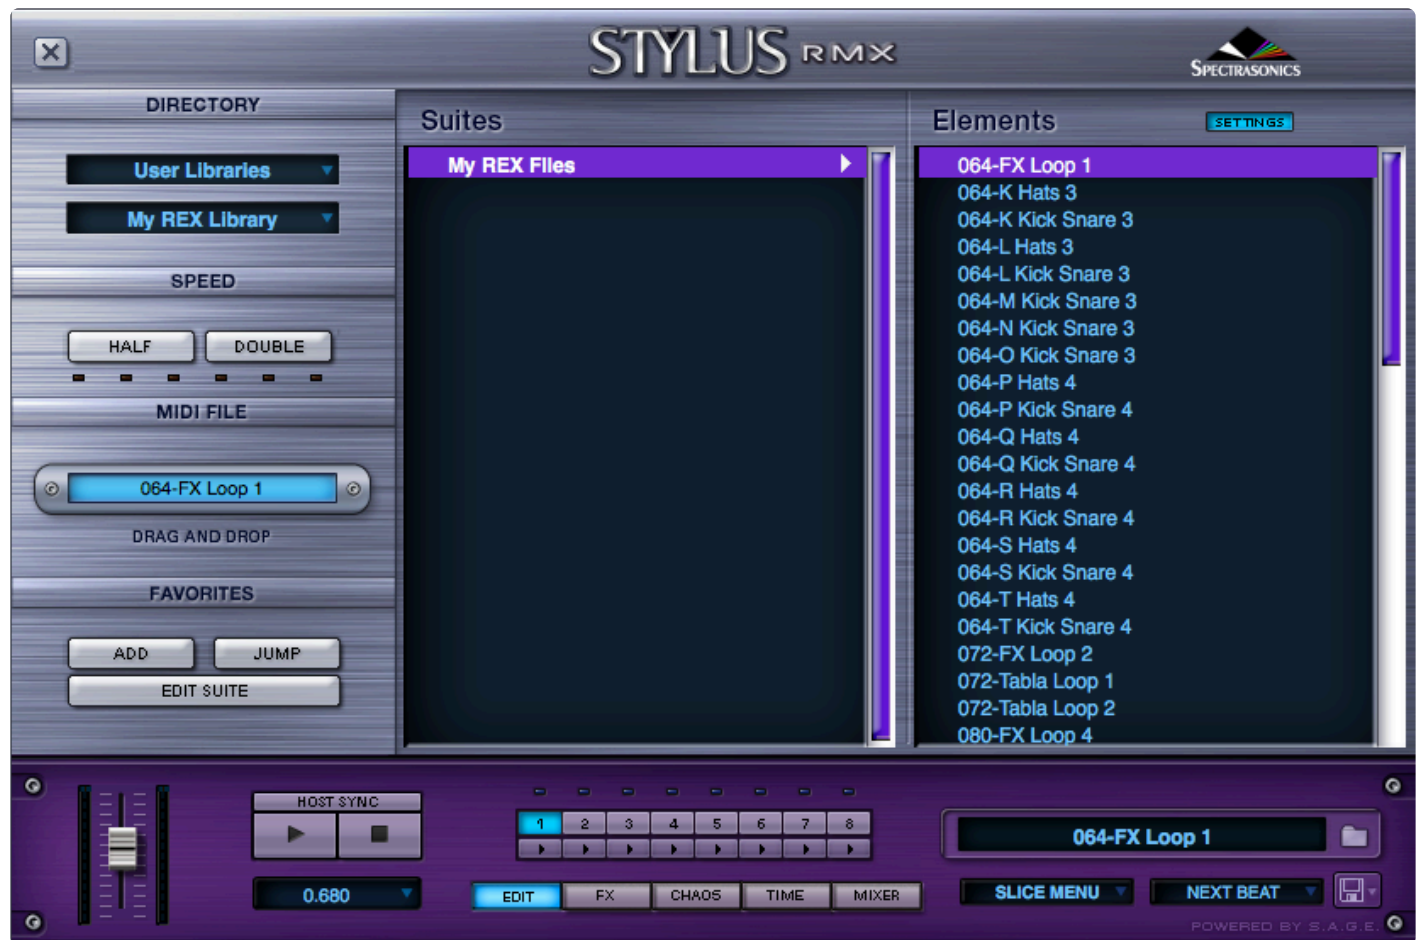 STYLUS RMX
SPECTRASONICS
DIRECTORY
User Libraries
My REX Library
SPEED
HALF
DOUBLE
MIDI FILE
064-FX Loop 1
DRAG AND DROP
FAVORITES
ADD
JUMP
EDIT SUITE
Suites
My REX FIles
Elements
SETTINGS
064-FX Loop 1
064-K Hats 3
064-K Kick Snare 3
064-L Hats 3
064-L Kick Snare 3
064-M Kick Snare 3
064-N Kick Snare 3
064-O Kick Snare 3
064-P Hats 4
064-P Kick Snare 4
064-Q Hats 4
064-Q Kick Snare 4
064-R Hats 4
064-R Kick Snare 4
064-S Hats 4
064-S Kick Snare 4
064-T Hats 4
064-T Kick Snare 4
072-FX Loop 2
072-Tabla Loop 1
072-Tabla Loop 2
080-FX Loop 4
HOST SYNC
0.680
1 2 3 4 5 6 7 8
EDIT FX CHAOS TIME MIXER
064-FX Loop 1
SLICE MENU
NEXT BEAT
POWERED BY S.A.G.E.